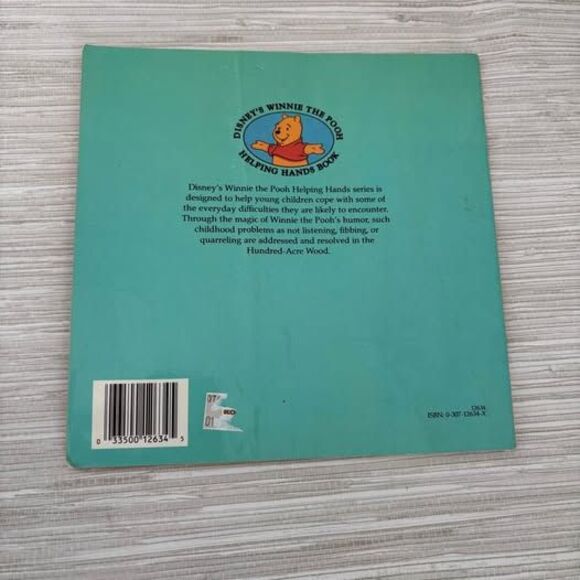 DISNEY'S WINNIE THE POOH
HELPING HANDS BOOK
Disney's Winnie the Pooh Helping Hands series is
designed to help young children cope with some of
the everyday difficulties they are likely to encounter.
Through the magic of Winnie the Pooh's humor, such
childhood problems as not listening, fibbing, or
quarreling are addressed and resolved in the
Hundred-Acre Wood.
0 33500 12634 5
01
12634
ISBN: 0-307-12634-X